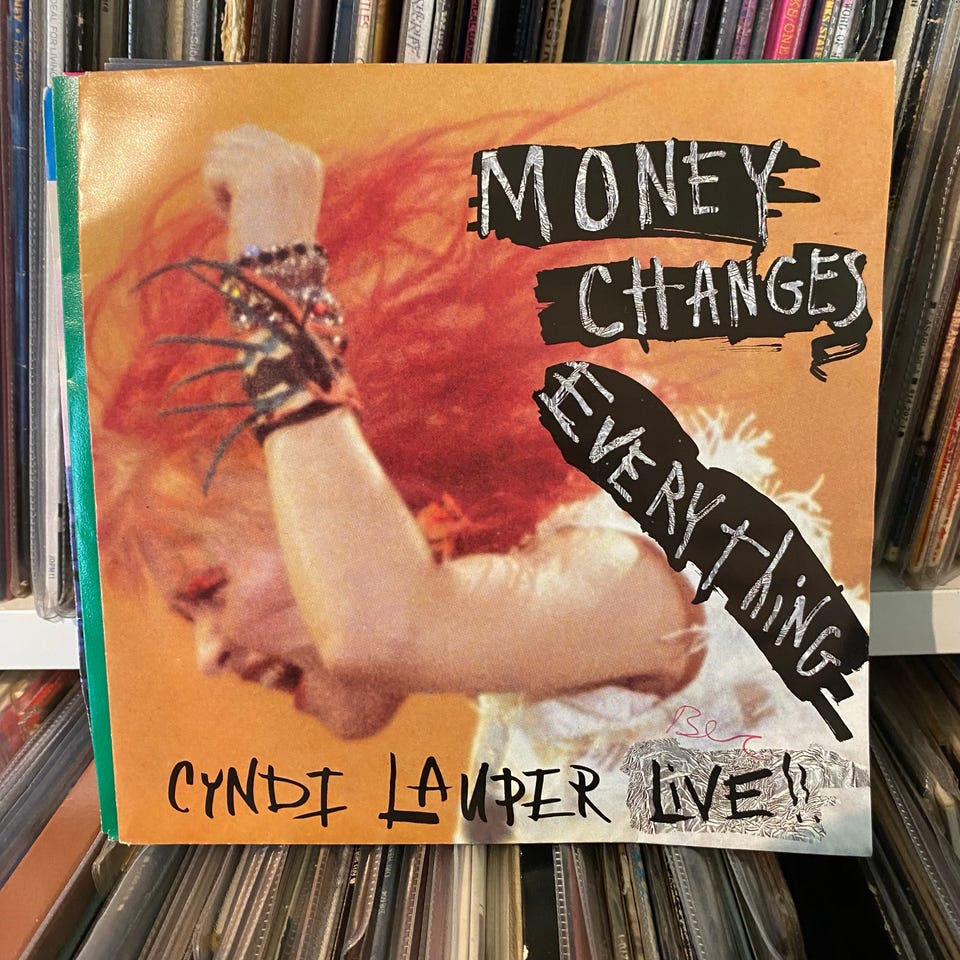 MONEY
CHANGES
EVERYthiNG
CYNDI LAUPER LiVE!!